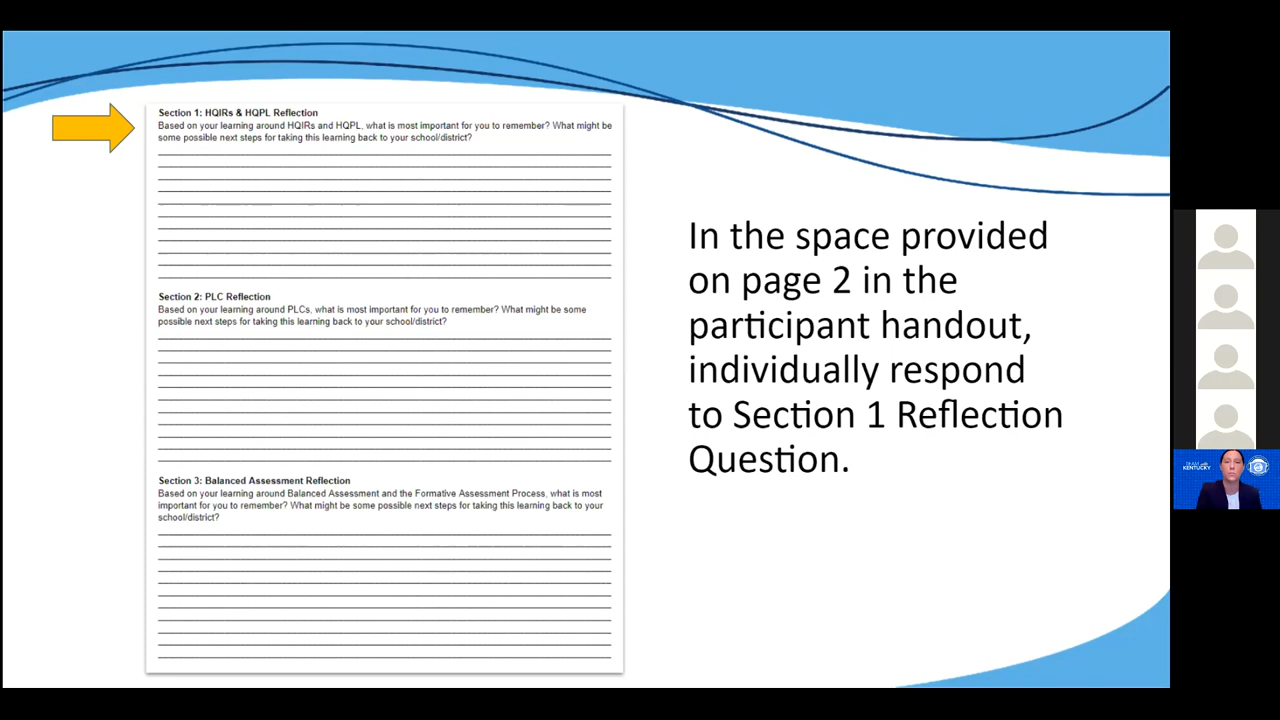 Section 1: HQIRs & HQPL Reflection
Based on your learning around HQIRs and HQPL, what is most important for you to remember? What might be
some possible next steps for taking this learning back to your school/district?
Section 2: PLC Reflection
Based on your learning around PLCs, what is most important for you to remember? What might be some
possible next steps for taking this learning back to your school/district?
Section 3: Balanced Assessment Reflection
Based on your learning around Balanced Assessment and the Formative Assessment Process, what is most
important for you to remember? What might be some possible next steps for taking this learning back to your
school/district?
In the space provided
on page 2 in the
participant handout,
individually respond
to Section 1 Reflection
Question.
TEAM
KENTUCKY